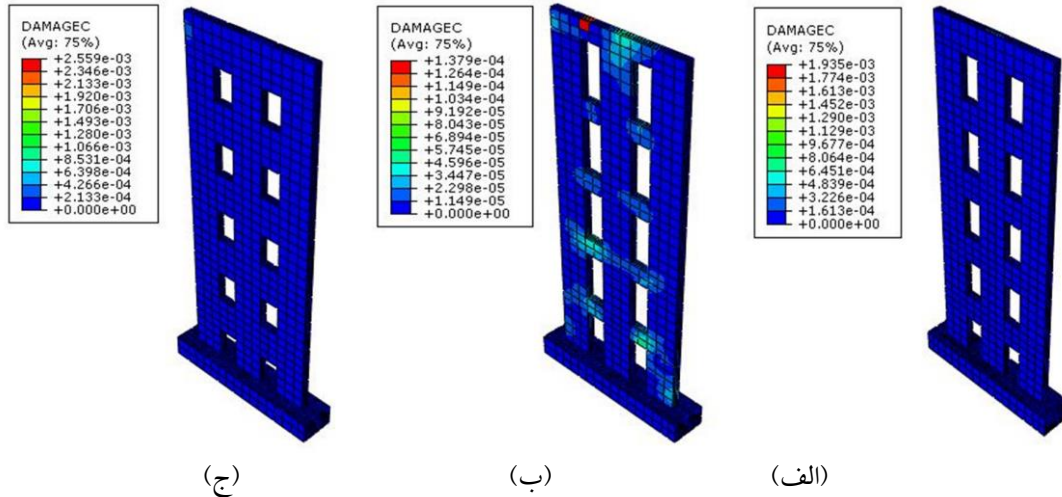 DAMAGEC
(Avg: 75%)
+2.559e-03
+2.346e-03
+2.133e-03
+1.920e-03
+1.706e-03
+1.493e-03
+1.280e-03
+1.066e-03
+8.531e-04
+6.398e-04
+4.266e-04
+2.133e-04
+0.000e+00
DAMAGEC
(Avg: 75%)
+1.379e-04
+1.264e-04
+1.149e-04
+1.034e-04
+9.192e-05
+8.043e-05
+6.894e-05
+5.745e-05
+4.596e-05
+3.447e-05
+2.298e-05
+1.149e-05
+0.000e+00
DAMAGEC
(Avg: 75%)
+1.935e-03
+1.774e-03
+1.613e-03
+1.452e-03
+1.290e-03
+1.129e-03
+9.677e-04
+8.064e-04
+6.451e-04
+4.839e-04
+3.226e-04
+1.613e-04
+0.000e+00
(الف) (ب) (ج)